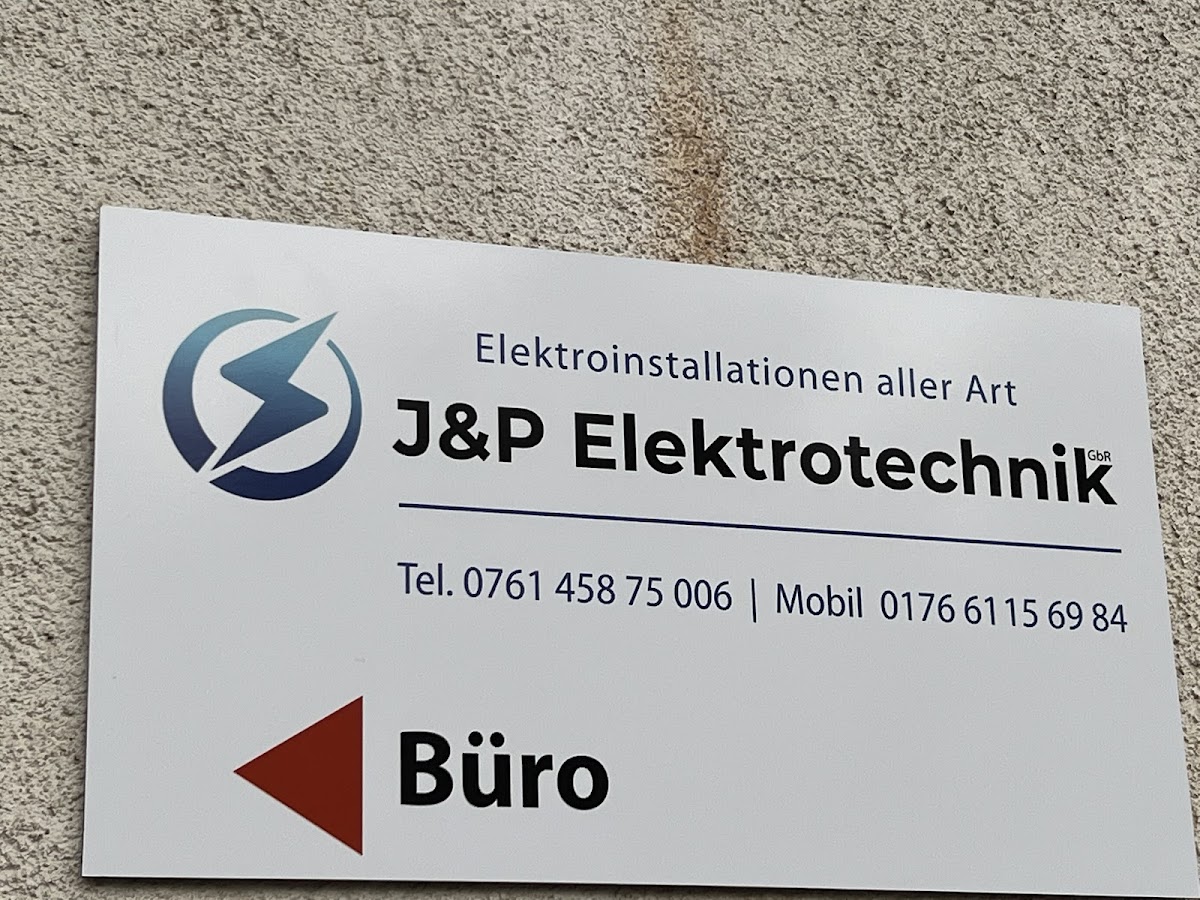 Elektroinstallationen aller Art
J&P Elektrotechnik GbR
Tel. 0761 458 75 006 | Mobil 0176 6115 69 84
Büro